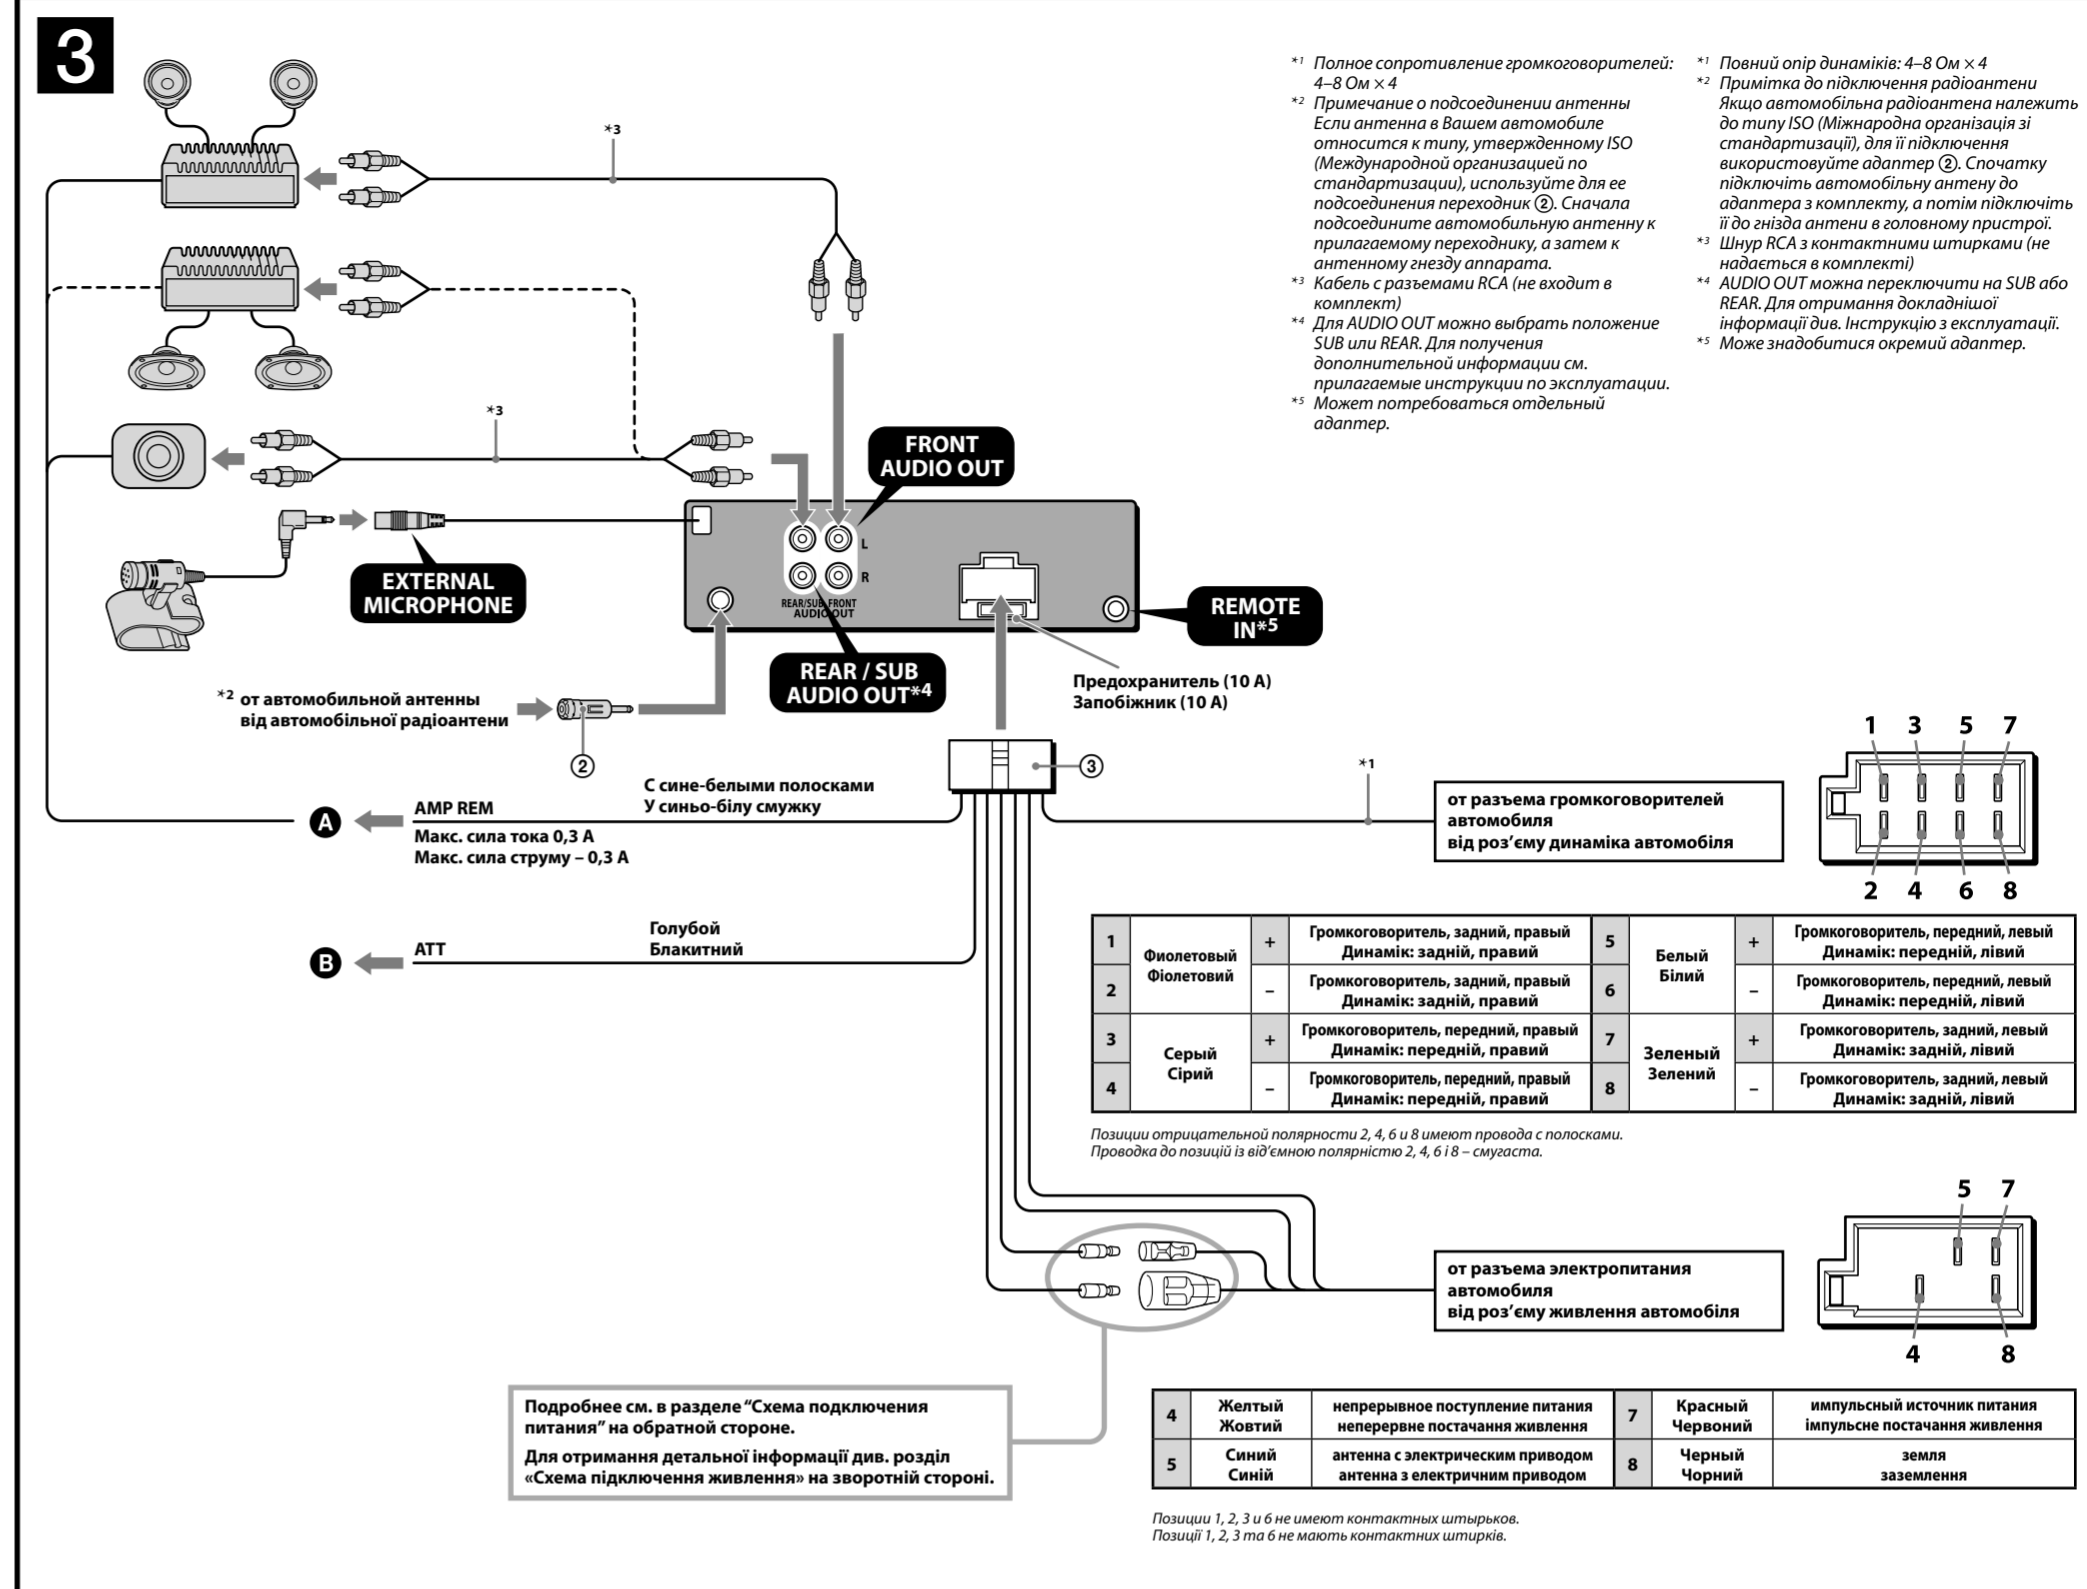 3
*1 Полное сопротивление громкоговорителей:
4–8 Ом × 4
*2 Примечание о подсоединении антенны
Если антенна в Вашем автомобиле
относится к типу, утвержденному ISO
(Международной организацией по
стандартизации), используйте для ее
подсоединения переходник ②. Сначала
подсоедините автомобильную антенну к
прилагаемому переходнику, а затем к
антенному гнезду аппарата.
*3 Кабель с разъемами RCA (не входит в
комплект)
*4 Для AUDIO OUT можно выбрать положение
SUB или REAR. Для получения
дополнительной информации см.
прилагаемые инструкции по эксплуатации.
*5 Может потребоваться отдельный
адаптер.
*1 Повний опір динаміків: 4–8 Ом × 4
*2 Примітка до підключення радіоантени
Якщо автомобільна радіоантена належить
до типу ISO (Міжнародна організація зі
стандартизації), для її підключення
використовуйте адаптер ②. Спочатку
підключіть автомобільну антену до
адаптера з комплекту, а потім підключіть
її до гнізда антени в головному пристрої.
*3 Шнур RCA з контактними штирками (не
надається в комплекті)
*4 AUDIO OUT можна переключити на SUB або
REAR. Для отримання докладнішої
інформації див. Інструкцію з експлуатації.
*5 Може знадобитися окремий адаптер.
*3
*3
FRONT
AUDIO OUT
L
R
REAR/SUB FRONT
AUDIO OUT
EXTERNAL
MICROPHONE
REMOTE
IN*5
REAR / SUB
AUDIO OUT*4
Предохранитель (10 A)
Запобіжник (10 A)
*2 от автомобильной антенны
від автомобільної радіоантени
②
③
*1
С сине-белыми полосками
У синьо-білу смужку
A
AMP REM
Макс. сила тока 0,3 A
Макс. сила струму – 0,3 А
от разъема громкоговорителей
автомобиля
від роз’єму динаміка автомобіля
1 3 5 7
2 4 6 8
Голубой
Блакитний
B
ATT
1 Фиолетовый Фіолетовий + Громкоговоритель, задний, правый
Динамік: задній, правий
2 – Громкоговоритель, задний, правый
Динамік: задній, правий
3 Серый Сірий + Громкоговоритель, передний, правый
Динамік: передній, правий
4 – Громкоговоритель, передний, правый
Динамік: передній, правий
5 Белый Білий + Громкоговоритель, передний, левый
Динамік: передній, лівий
6 – Громкоговоритель, передний, левый
Динамік: передній, лівий
7 Зеленый Зелений + Громкоговоритель, задний, левый
Динамік: задній, лівий
8 – Громкоговоритель, задний, левый
Динамік: задній, лівий
Позиции отрицательной полярности 2, 4, 6 и 8 имеют провода с полосками.
Проводка до позицій із від’ємною полярністю 2, 4, 6 і 8 – смугаста.
5 7
4 8
от разъема электропитания
автомобиля
від роз’єму живлення автомобіля
Подробнее см. в разделе “Схема подключения
питания” на обратной стороне.
Для отримання детальної інформації див. розділ
«Схема підключення живлення» на зворотній стороні.
4 Желтый Жовтий непрерывное поступление питания
неперервне постачання живлення
5 Синий Синій антенна с электрическим приводом
антенна з електричним приводом
7 Красный Червоний импульсный источник питания
імпульсне постачання живлення
8 Черный Чорний земля
заземлення
Позиции 1, 2, 3 и 6 не имеют контактных штырьков.
Позиції 1, 2, 3 та 6 не мають контактних штирків.